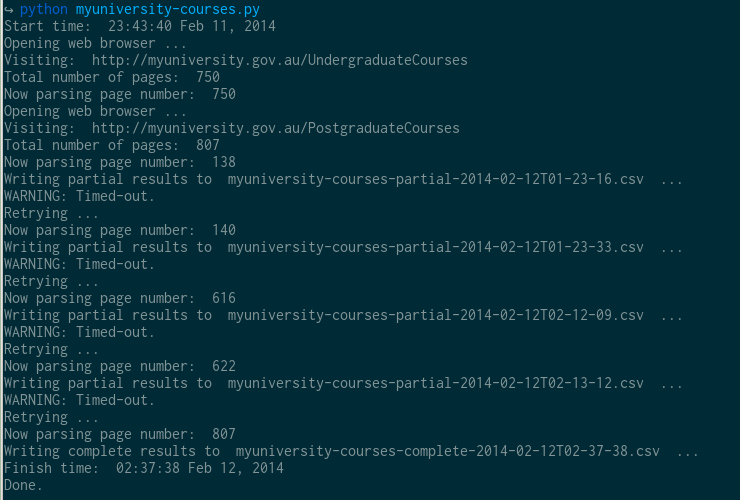 ↪ python myuniversity-courses.py
Start time:  23:43:40 Feb 11, 2014
Opening web browser ...
Visiting:  http://myuniversity.gov.au/UndergraduateCourses
Total number of pages:  750
Now parsing page number:  750
Opening web browser ...
Visiting:  http://myuniversity.gov.au/PostgraduateCourses
Total number of pages:  807
Now parsing page number:  138
Writing partial results to  myuniversity-courses-partial-2014-02-12T01-23-16.csv  ...
WARNING: Timed-out.
Retrying ...
Now parsing page number:  140
Writing partial results to  myuniversity-courses-partial-2014-02-12T01-23-33.csv  ...
WARNING: Timed-out.
Retrying ...
Now parsing page number:  616
Writing partial results to  myuniversity-courses-partial-2014-02-12T02-12-09.csv  ...
WARNING: Timed-out.
Retrying ...
Now parsing page number:  622
Writing partial results to  myuniversity-courses-partial-2014-02-12T02-13-12.csv  ...
WARNING: Timed-out.
Retrying ...
Now parsing page number:  807
Writing complete results to  myuniversity-courses-complete-2014-02-12T02-37-38.csv  ...
Finish time:  02:37:38 Feb 12, 2014
Done.